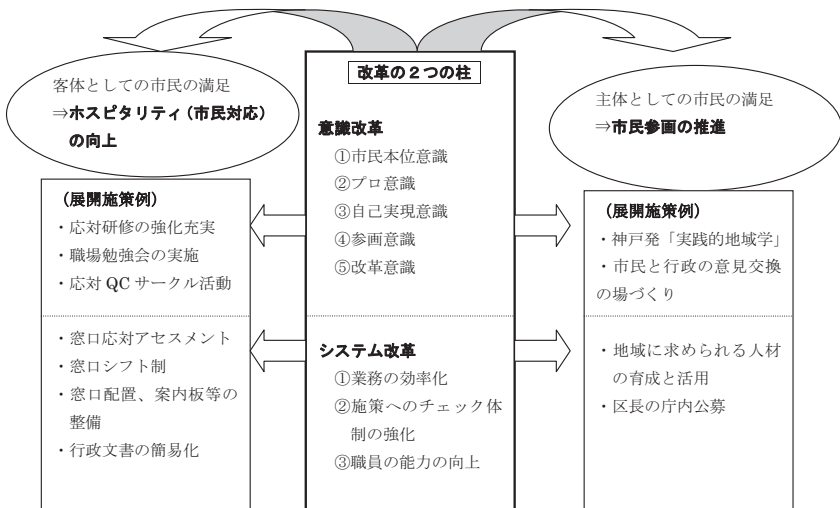 客体としての市民の満足
⇒ホスピタリティ（市民対応）
の向上
（展開施策例）
・応対研修の強化充実
・職場勉強会の実施
・応対 QC サークル活動
・窓口応対アセスメント
・窓口シフト制
・窓口配置、案内板等の
整備
・行政文書の簡易化
改革の２つの柱
意識改革
①市民本位意識
②プロ意識
③自己実現意識
④参画意識
⑤改革意識
システム改革
①業務の効率化
②施策へのチェック体
制の強化
③職員の能力の向上
主体としての市民の満足
⇒市民参画の推進
（展開施策例）
・神戸発「実践的地域学」
・市民と行政の意見交換
の場づくり
・地域に求められる人材
の育成と活用
・区長の庁内公募